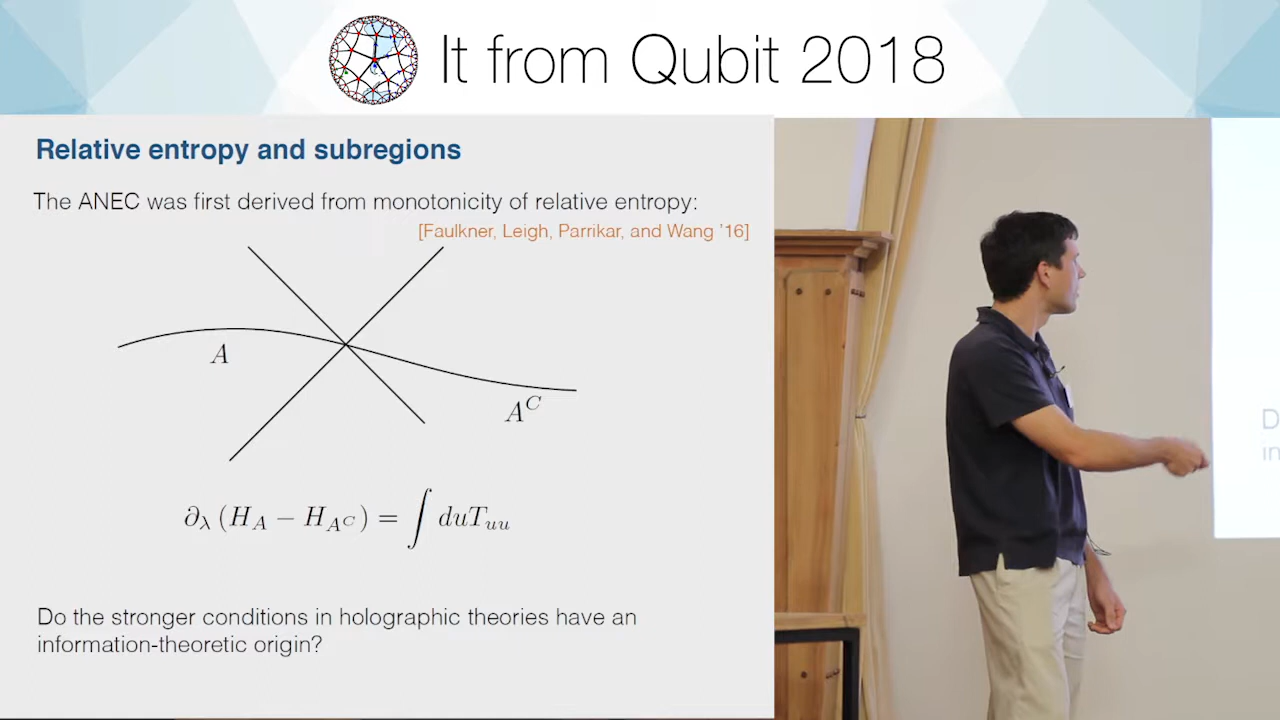 It from Qubit 2018
Relative entropy and subregions
The ANEC was first derived from monotonicity of relative entropy:
[Faulkner, Leigh, Parrikar, and Wang '16]
A
A^C
∂_λ (H_A − H_{A^C}) = ∫ du T_{uu}
Do the stronger conditions in holographic theories have an
information-theoretic origin?
D
in